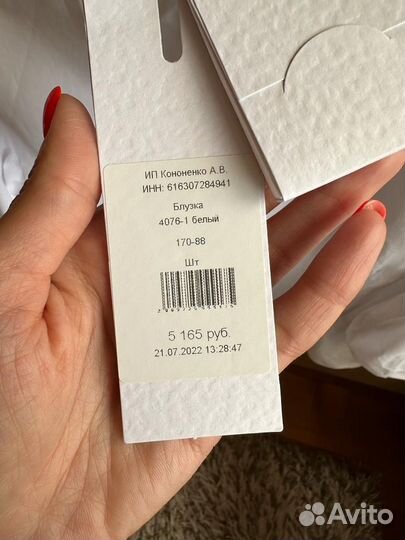 ИП Кононенко А.В.
ИНН: 616307284941
Блузка
4076-1 белый
170-88
Шт
5 165 руб.
21.07.2022 13:28:47
Avito